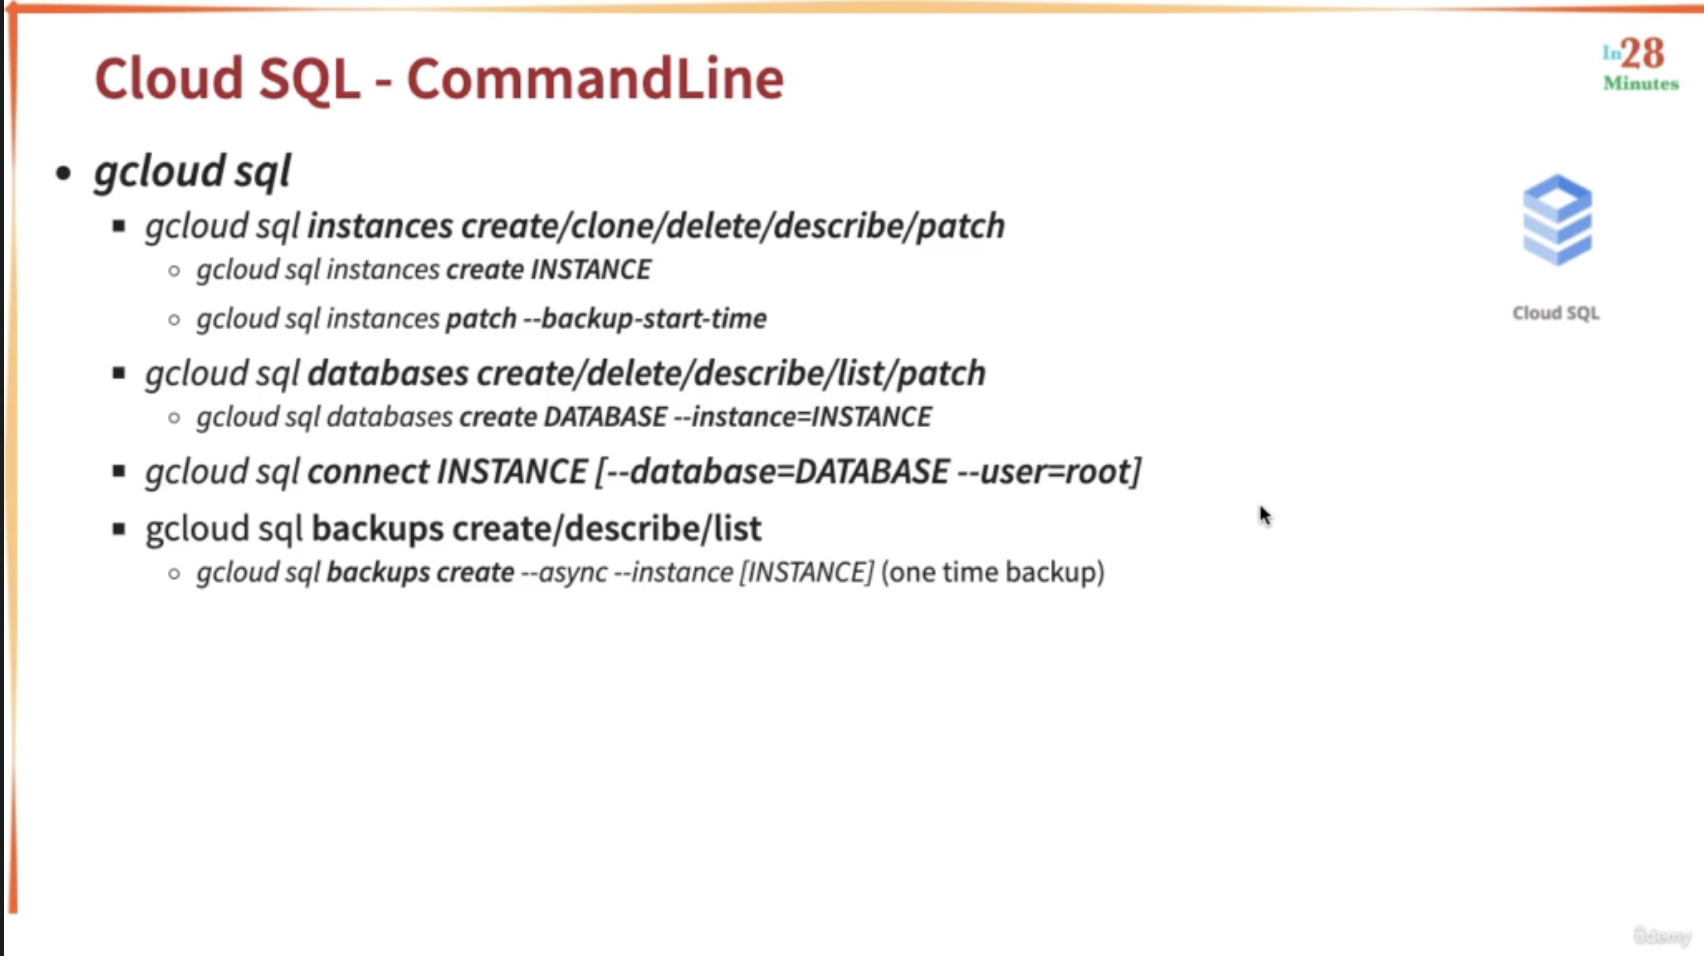 Cloud SQL - CommandLine
In28
Minutes
• gcloud sql
▪ gcloud sql instances create/clone/delete/describe/patch
○ gcloud sql instances create INSTANCE
○ gcloud sql instances patch --backup-start-time
Cloud SQL
▪ gcloud sql databases create/delete/describe/list/patch
○ gcloud sql databases create DATABASE --instance=INSTANCE
▪ gcloud sql connect INSTANCE [--database=DATABASE --user=root]
▪ gcloud sql backups create/describe/list
○ gcloud sql backups create --async --instance [INSTANCE] (one time backup)
ûdemy